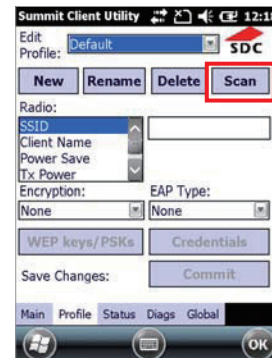 Summit Client Utility 12:1
Edit
Profile: Default
SDC
New Rename Delete Scan
Radio:
SSID
Client Name
Power Save
Tx Power
Encryption: EAP Type:
None None
WEP keys/PSKs Credentials
Save Changes: Commit
Main Profile Status Diags Global
OK